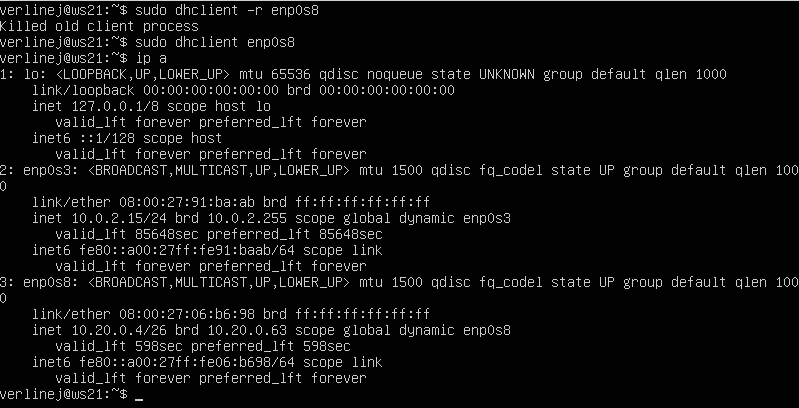 verlinej@ws21:~$ sudo dhclient -r enp0s8
Killed old client process
verlinej@ws21:~$ sudo dhclient enp0s8
verlinej@ws21:~$ ip a
1: lo: <LOOPBACK,UP,LOWER_UP> mtu 65536 qdisc noqueue state UNKNOWN group default qlen 1000
    link/loopback 00:00:00:00:00:00 brd 00:00:00:00:00:00
    inet 127.0.0.1/8 scope host lo
       valid_lft forever preferred_lft forever
    inet6 ::1/128 scope host
       valid_lft forever preferred_lft forever
2: enp0s3: <BROADCAST,MULTICAST,UP,LOWER_UP> mtu 1500 qdisc fq_codel state UP group default qlen 100
0
    link/ether 08:00:27:91:ba:ab brd ff:ff:ff:ff:ff:ff
    inet 10.0.2.15/24 brd 10.0.2.255 scope global dynamic enp0s3
       valid_lft 85648sec preferred_lft 85648sec
    inet6 fe80::a00:27ff:fe91:baab/64 scope link
       valid_lft forever preferred_lft forever
3: enp0s8: <BROADCAST,MULTICAST,UP,LOWER_UP> mtu 1500 qdisc fq_codel state UP group default qlen 100
0
    link/ether 08:00:27:06:b6:98 brd ff:ff:ff:ff:ff:ff
    inet 10.20.0.4/26 brd 10.20.0.63 scope global dynamic enp0s8
       valid_lft 598sec preferred_lft 598sec
    inet6 fe80::a00:27ff:fe06:b698/64 scope link
       valid_lft forever preferred_lft forever
verlinej@ws21:~$ _